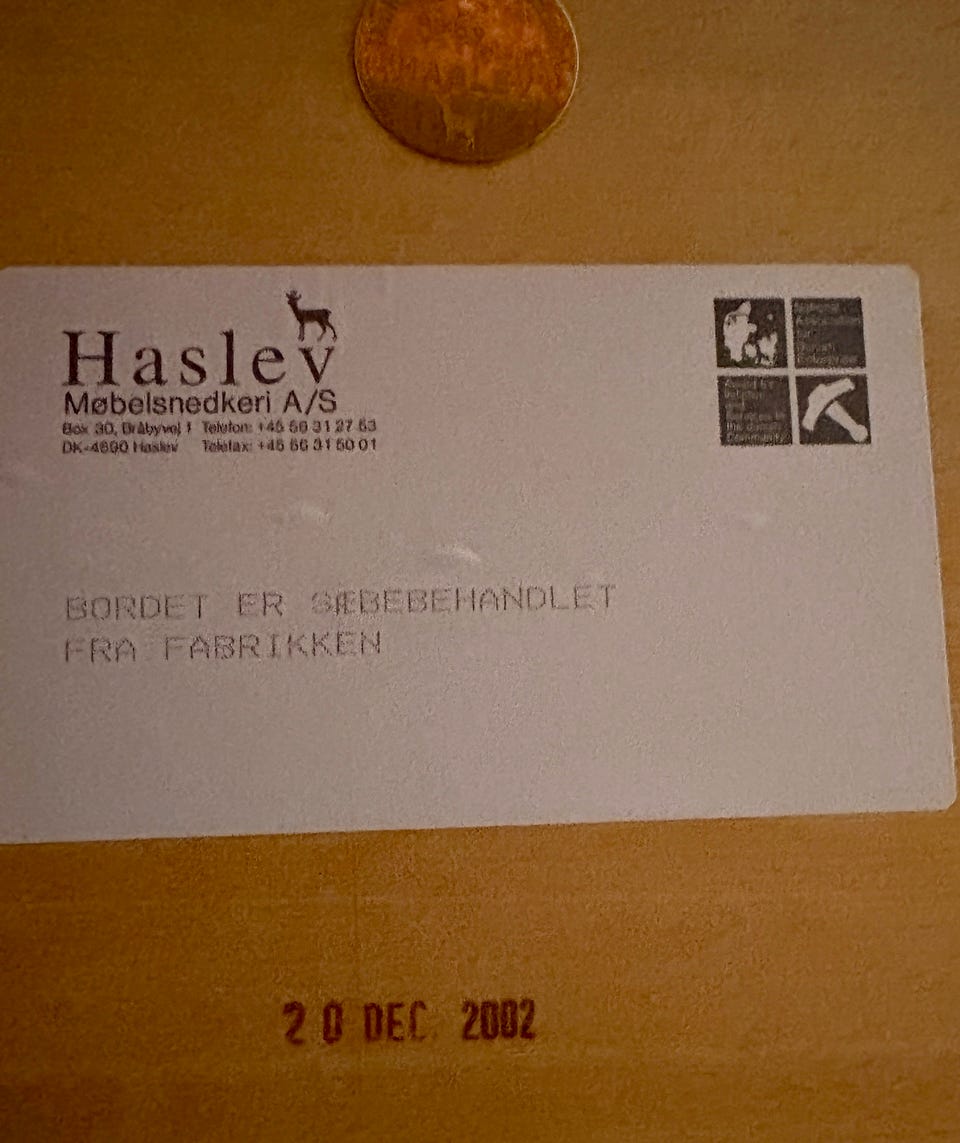 Haslev
Møbelsnedkeri A/S
Box 30, Bråbyvej 1 Telefon: +45 56 31 27 53
DK-4690 Haslev Telefax: +45 56 31 50 01
BORDET ER SÆBEBEHANDLET
FRA FABRIKKEN
20 DEC. 2002